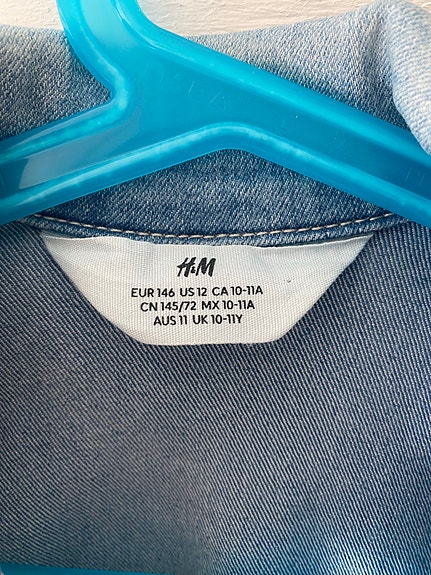 H&M
EUR 146 US 12 CA 10-11A
CN 145/72 MX 10-11A
AUS 11 UK 10-11Y